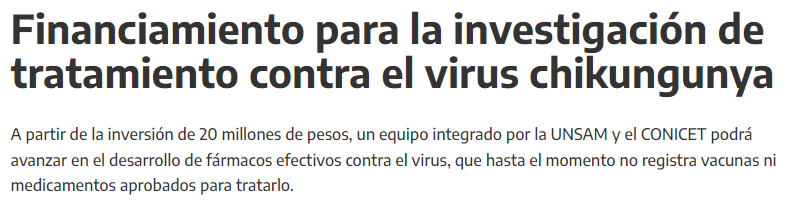 Financiamiento para la investigación de
tratamiento contra el virus chikungunya
A partir de la inversión de 20 millones de pesos, un equipo integrado por la UNSAM y el CONICET podrá
avanzar en el desarrollo de fármacos efectivos contra el virus, que hasta el momento no registra vacunas ni
medicamentos aprobados para tratarlo.